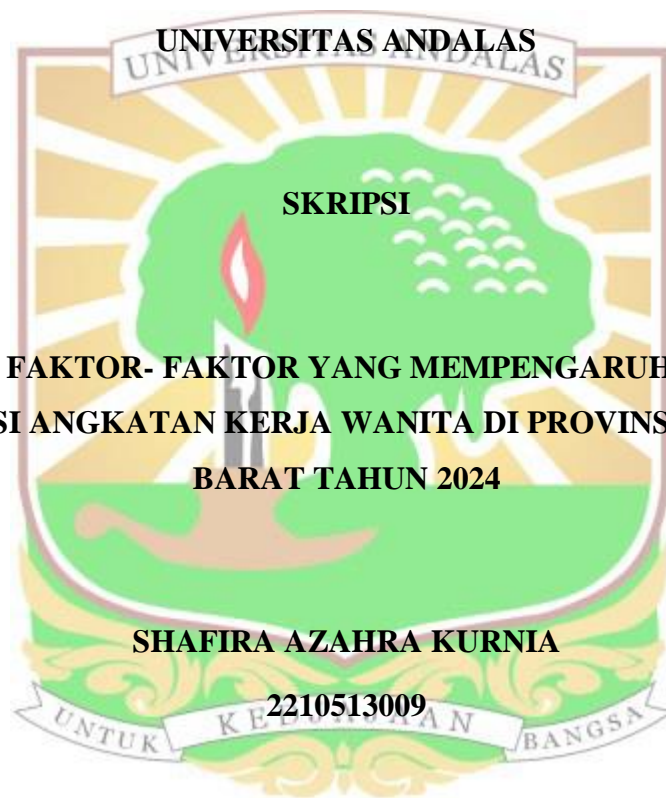 UNIVERSITAS ANDALAS
UNIVERSITAS ANDALAS
SKRIPSI
FAKTOR- FAKTOR YANG MEMPENGARUH
SI ANGKATAN KERJA WANITA DI PROVINS
BARAT TAHUN 2024
SHAFIRA AZAHRA KURNIA
2210513009
UNTUK KEDJAJAAN BANGSA